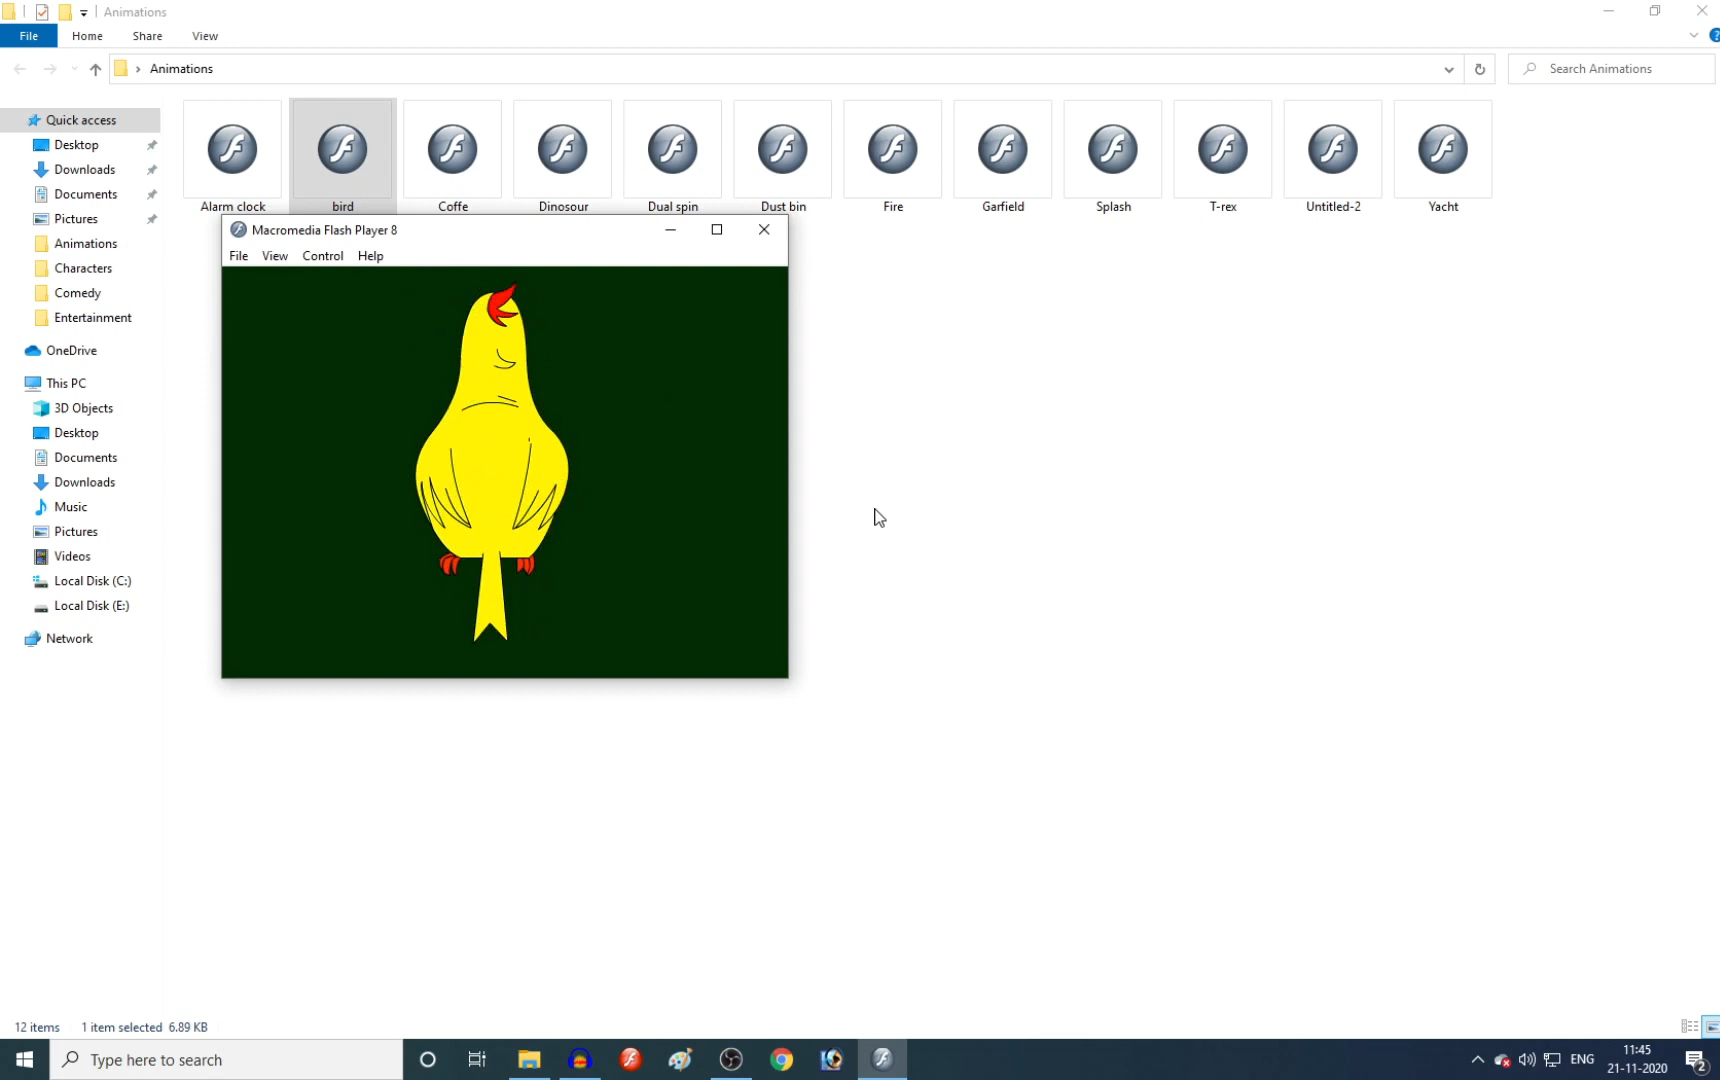 Animations
File Home Share View
Animations
Search Animations
Quick access
Desktop
Downloads
Documents
Pictures
Animations
Characters
Comedy
Entertainment
OneDrive
This PC
3D Objects
Desktop
Documents
Downloads
Music
Pictures
Videos
Local Disk (C:)
Local Disk (E:)
Network
Alarm clock bird Coffe Dinosour Dual spin Dust bin Fire Garfield Splash T-rex Untitled-2 Yacht
Macromedia Flash Player 8
File View Control Help
12 items 1 item selected 6.89 KB
Type here to search
ENG
11:45
21-11-2020
2